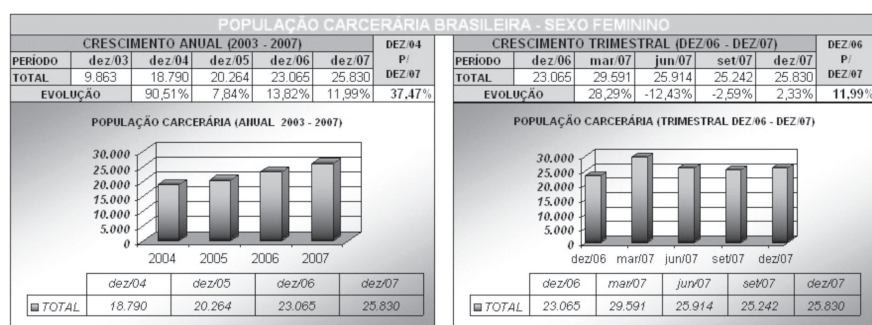 POPULAÇÃO CARCERÁRIA BRASILEIRA - SEXO FEMININO
CRESCIMENTO ANUAL (2003 - 2007) DEZ/04 P/ DEZ/07
PERÍODO dez/03 dez/04 dez/05 dez/06 dez/07
TOTAL 9.863 18.790 20.264 23.065 25.830
EVOLUÇÃO 90,51% 7,84% 13,82% 11,99% 37,47%
POPULAÇÃO CARCERÁRIA (ANUAL 2003 - 2007)
30.000
25.000
20.000
15.000
10.000
5.000
0
2004 2005 2006 2007
dez/04 dez/05 dez/06 dez/07
TOTAL 18.790 20.264 23.065 25.830
CRESCIMENTO TRIMESTRAL (DEZ/06 - DEZ/07) DEZ/06 P/ DEZ/07
PERÍODO dez/06 mar/07 jun/07 set/07 dez/07
TOTAL 23.065 29.591 25.914 25.242 25.830
EVOLUÇÃO 28,29% -12,43% -2,59% 2,33% 11,99%
POPULAÇÃO CARCERÁRIA (TRIMESTRAL DEZ/06 - DEZ/07)
30.000
25.000
20.000
15.000
10.000
5.000
0
dez/06 mar/07 jun/07 set/07 dez/07
dez/06 mar/07 jun/07 set/07 dez/07
TOTAL 23.065 29.591 25.914 25.242 25.830